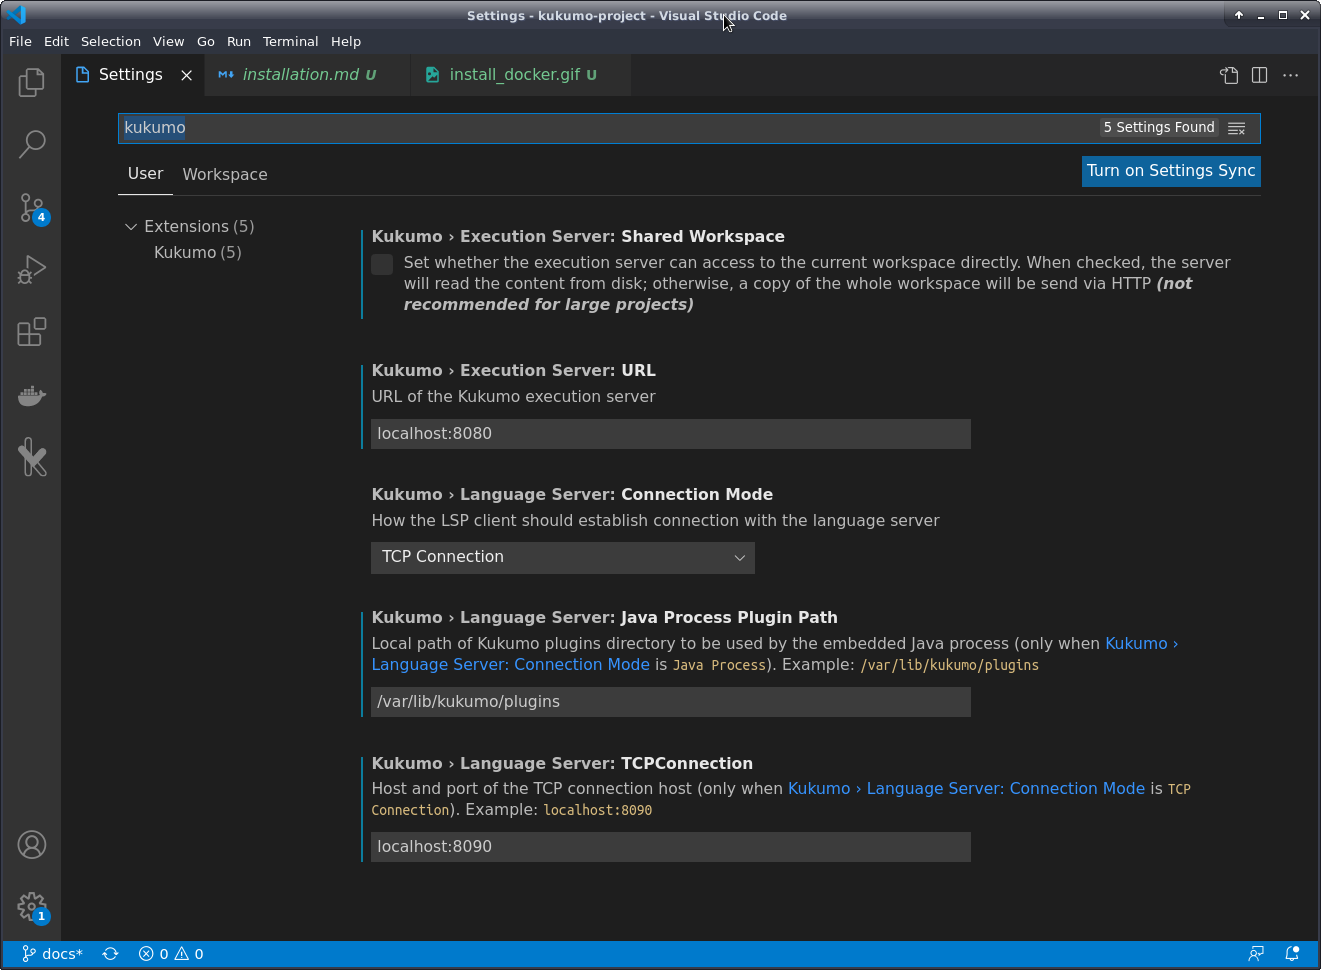 Settings - kukumo-project - Visual Studio Code
File Edit Selection View Go Run Terminal Help
Settings installation.md U install_docker.gif U
kukumo 5 Settings Found
User Workspace Turn on Settings Sync
Extensions (5)
Kukumo (5)
Kukumo › Execution Server: Shared Workspace
Set whether the execution server can access to the current workspace directly. When checked, the server
will read the content from disk; otherwise, a copy of the whole workspace will be send via HTTP (not
recommended for large projects)
Kukumo › Execution Server: URL
URL of the Kukumo execution server
localhost:8080
Kukumo › Language Server: Connection Mode
How the LSP client should establish connection with the language server
TCP Connection
Kukumo › Language Server: Java Process Plugin Path
Local path of Kukumo plugins directory to be used by the embedded Java process (only when Kukumo ›
Language Server: Connection Mode is Java Process). Example: /var/lib/kukumo/plugins
/var/lib/kukumo/plugins
Kukumo › Language Server: TCPConnection
Host and port of the TCP connection host (only when Kukumo › Language Server: Connection Mode is TCP
Connection). Example: localhost:8090
localhost:8090
4
1
docs* 0 0